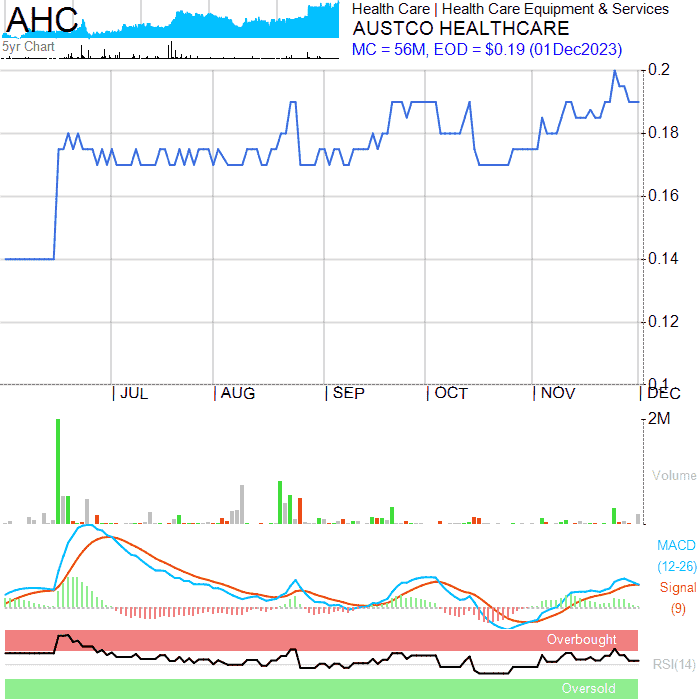 AHC
5yr Chart
Health Care | Health Care Equipment & Services
AUSTCO HEALTHCARE
MC = 56M, EOD = $0.19 (01Dec2023)
0.2
0.18
0.16
0.14
0.12
0.1
JUL
AUG
SEP
OCT
NOV
DEC
2M
Volume
MACD
(12-26)
Signal
(9)
Overbought
RSI(14)
Oversold